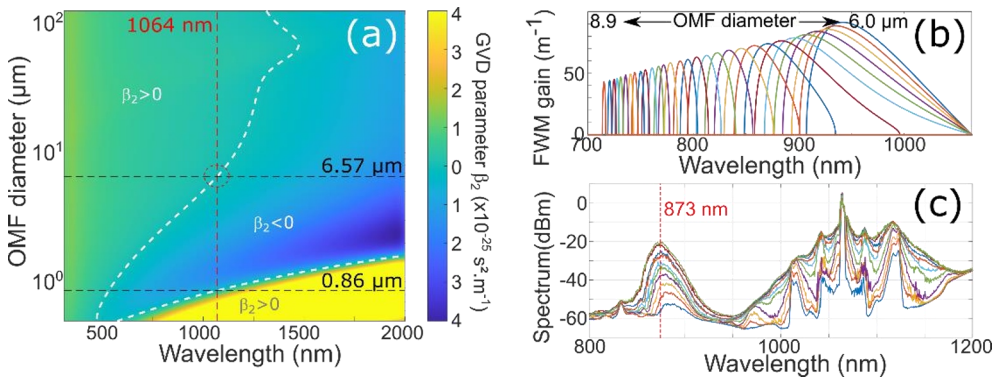 1064 nm
(a)
β₂>0
6.57 µm
β₂<0
0.86 µm
β₂>0
OMF diameter (µm)
10²
10¹
10⁰
500
1000
1500
2000
Wavelength (nm)
4
3
2
1
0
1
2
3
4
GVD parameter β₂ (x10⁻²⁵ s².m⁻¹)
8.9
OMF diameter
6.0 µm
(b)
FWM gain (m⁻¹)
50
0
700
800
900
1000
Wavelength (nm)
873 nm
(c)
Spectrum(dBm)
0
-20
-40
-60
800
1000
1200
1200
Wavelength (nm)